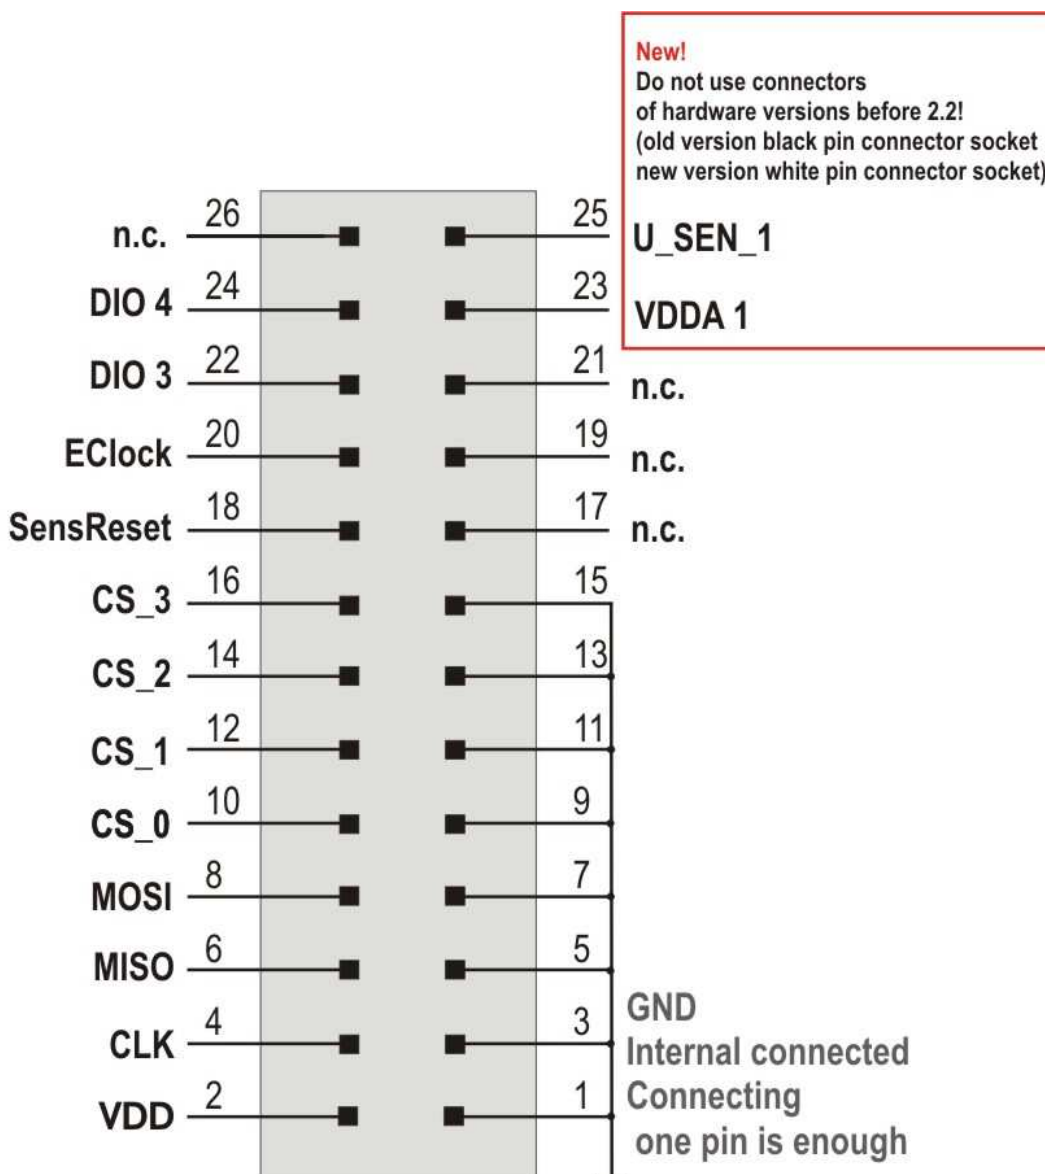 New!
Do not use connectors
of hardware versions before 2.2!
(old version black pin connector socket
new version white pin connector socket)
n.c. 26 25 U_SEN_1
DIO 4 24 23 VDDA 1
DIO 3 22 21 n.c.
EClock 20 19 n.c.
SensReset 18 17 n.c.
CS_3 16 15
CS_2 14 13
CS_1 12 11
CS_0 10 9
MOSI 8 7
MISO 6 5
CLK 4 3
VDD 2 1
GND
Internal connected
Connecting
one pin is enough